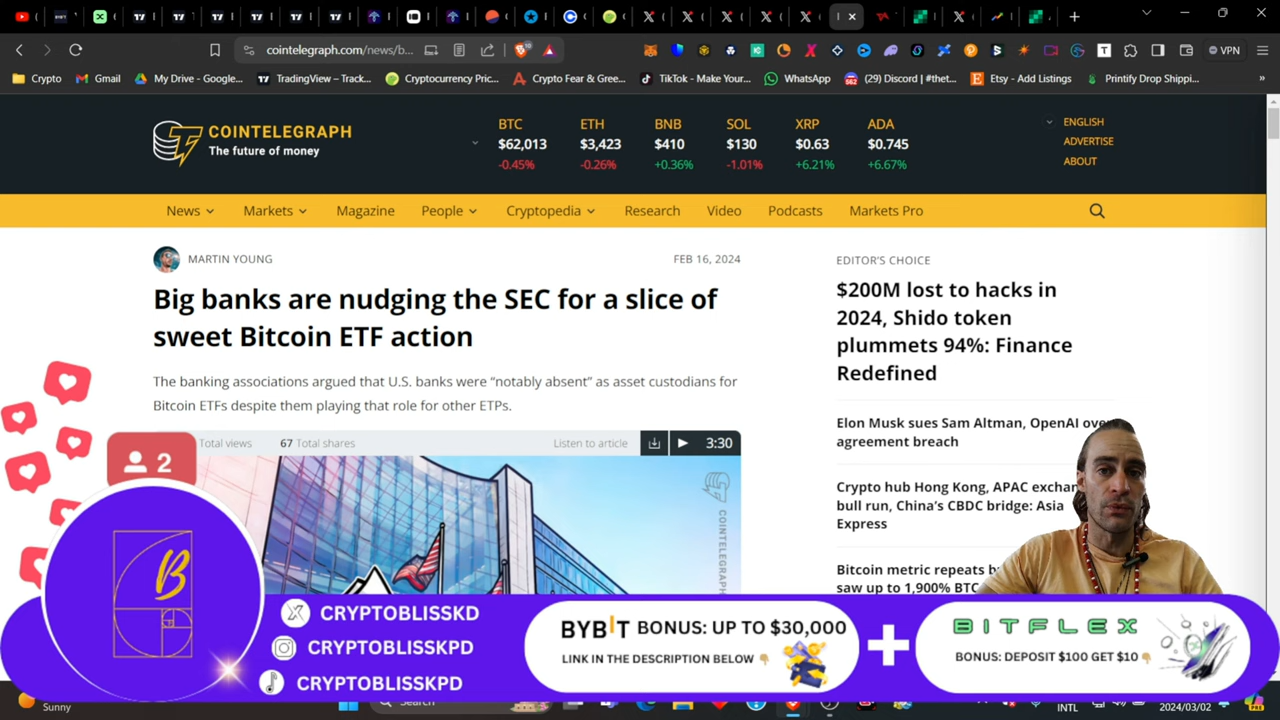 cointelegraph.com/news/b...
VPN
Crypto
Gmail
My Drive - Google...
TradingView – Track...
Cryptocurrency Pric...
Crypto Fear & Gree...
TikTok - Make Your...
WhatsApp
(29) Discord | #thet...
Etsy - Add Listings
Printify Drop Shippi...
COINTELEGRAPH
The future of money
BTC
$62,013
-0.45%
ETH
$3,423
-0.26%
BNB
$410
+0.36%
SOL
$130
-1.01%
XRP
$0.63
+6.21%
ADA
$0.745
+6.67%
ENGLISH
ADVERTISE
ABOUT
News
Markets
Magazine
People
Cryptopedia
Research
Video
Podcasts
Markets Pro
MARTIN YOUNG
FEB 16, 2024
Big banks are nudging the SEC for a slice of
sweet Bitcoin ETF action
The banking associations argued that U.S. banks were “notably absent” as asset custodians for
Bitcoin ETFs despite them playing that role for other ETPs.
Total views
67 Total shares
Listen to article
3:30
COINTELEGRAPH
EDITOR'S CHOICE
$200M lost to hacks in
2024, Shido token
plummets 94%: Finance
Redefined
Elon Musk sues Sam Altman, OpenAI over
agreement breach
Crypto hub Hong Kong, APAC exchan
bull run, China's CBDC bridge: Asia
Express
Bitcoin metric repeats
saw up to 1,900% BTC
2
B
CRYPTOBLISSKD
CRYPTOBLISSKPD
CRYPTOBLISSKPD
BYBIT BONUS: UP TO $30,000
LINK IN THE DESCRIPTION BELOW
BITFLEX
BONUS: DEPOSIT $100 GET $10
Sunny
Search
INTL
2024/03/02